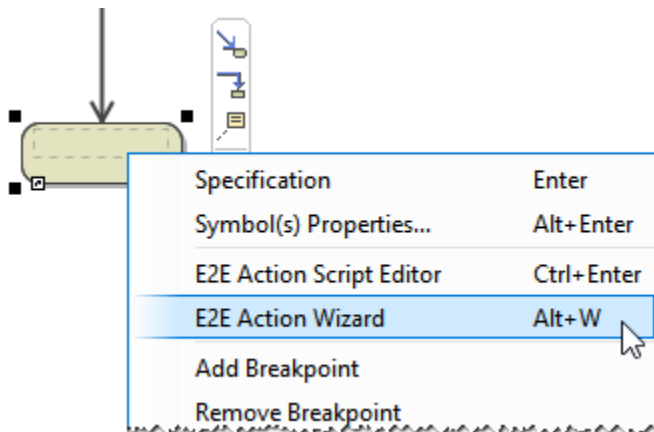 Specification Enter
Symbol(s) Properties... Alt+Enter
E2E Action Script Editor Ctrl+Enter
E2E Action Wizard Alt+W
Add Breakpoint
Remove Breakpoint